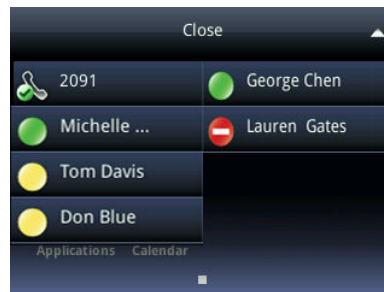 Close
2091
George Chen
Michelle ...
Lauren Gates
Tom Davis
Don Blue
Applications Calendar